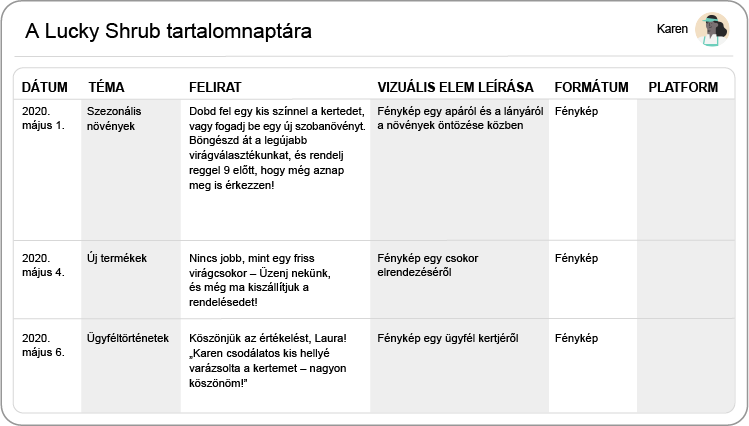 A Lucky Shrub tartalomnaptára
Karen
DÁTUM
TÉMA
FELIRAT
VIZUÁLIS ELEM LEÍRÁSA
FORMÁTUM
PLATFORM
2020.
május 1.
Szezonális
növények
Dobd fel egy kis színnel a kertedet,
vagy fogadj be egy új szobanövényt.
Böngészd át a legújabb
virágválasztékunkat, és rendelj
reggel 9 előtt, hogy még aznap
meg is érkezzen!
Fénykép egy apáról és a lányáról
a növények öntözése közben
Fénykép
2020.
május 4.
Új termékek
Nincs jobb, mint egy friss
virágcsokor – Üzenj nekünk,
és még ma kiszállítjuk a
rendelésedet!
Fénykép egy csokor
elrendezéséről
Fénykép
2020.
május 6.
Ügyféltörténetek
Köszönjük az értékelést, Laura!
„Karen csodálatos kis hellyé
varázsolta a kertemet – nagyon
köszönöm!”
Fénykép egy ügyfél kertjéről
Fénykép